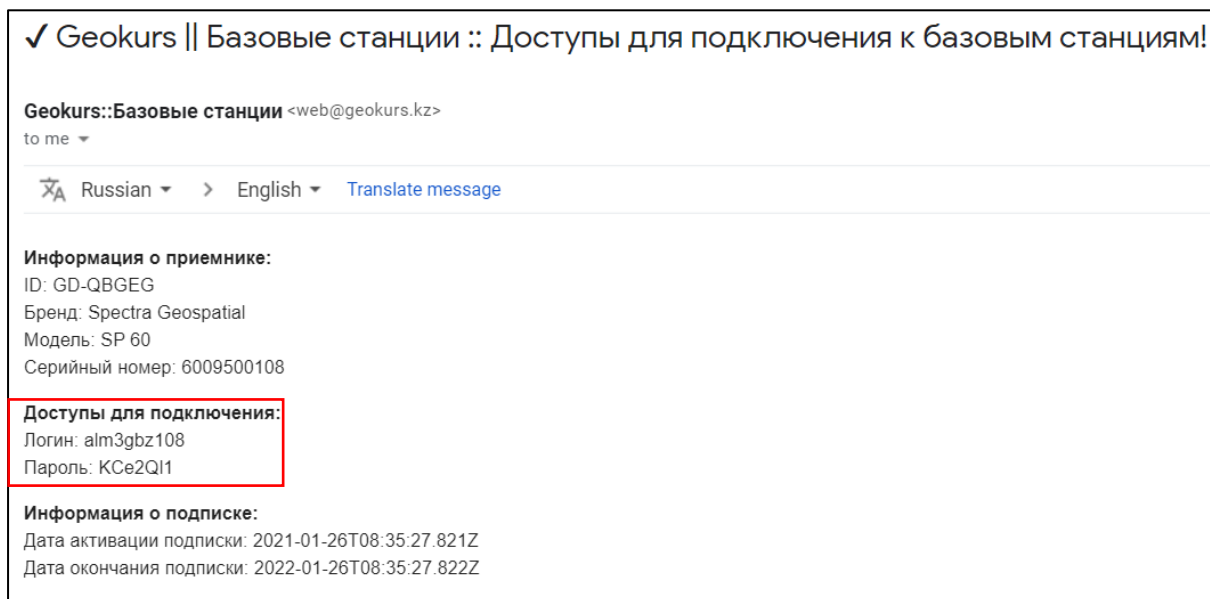 ✓ Geokurs || Базовые станции :: Доступы для подключения к базовым станциям!
Geokurs::Базовые станции <web@geokurs.kz>
to me
Russian > English Translate message
Информация о приемнике:
ID: GD-QBGEG
Бренд: Spectra Geospatial
Модель: SP 60
Серийный номер: 6009500108
Доступы для подключения:
Логин: alm3gbz108
Пароль: KCe2Ql1
Информация о подписке:
Дата активации подписки: 2021-01-26T08:35:27.821Z
Дата окончания подписки: 2022-01-26T08:35:27.822Z